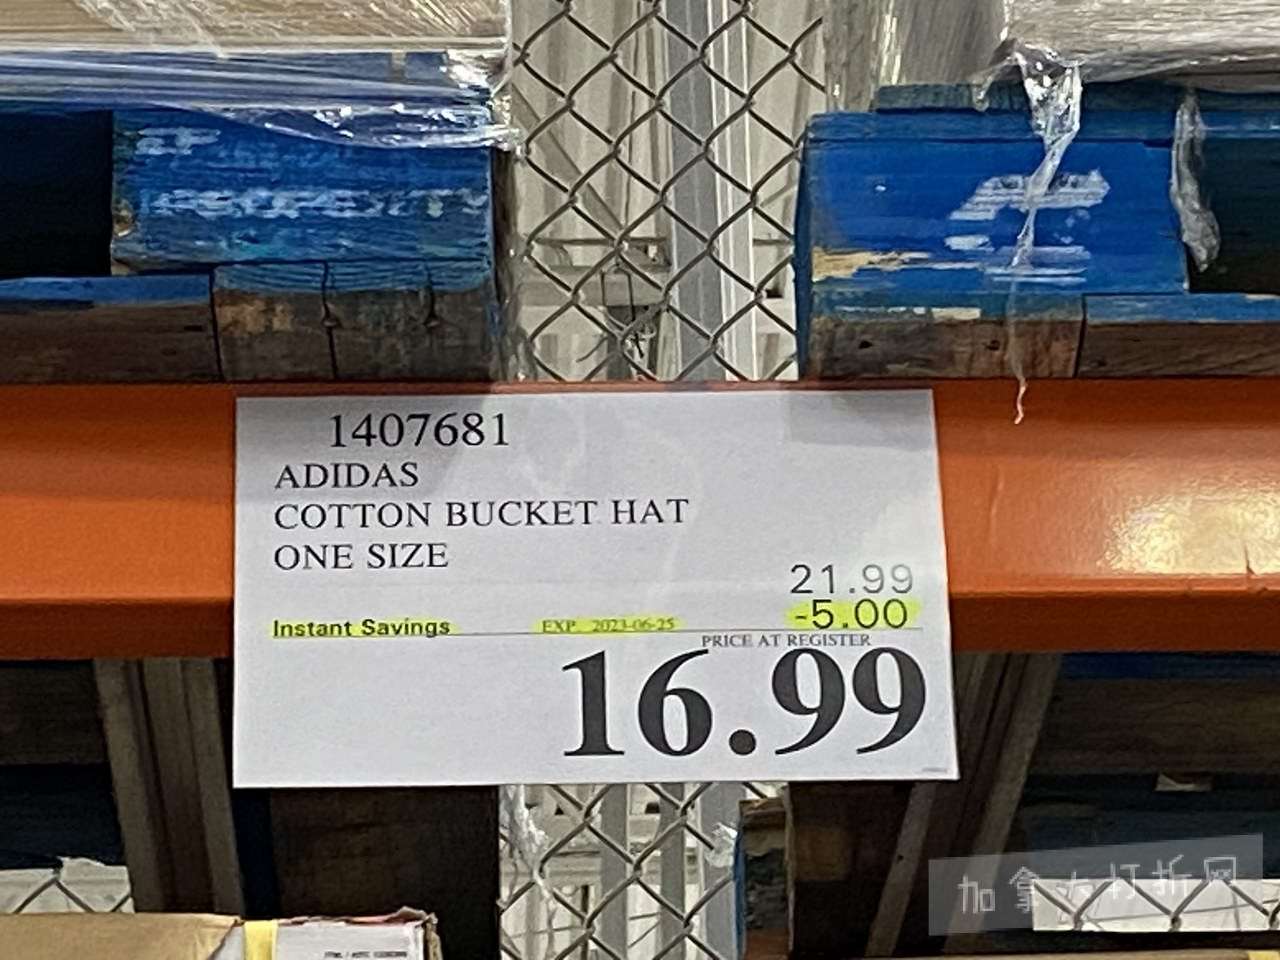 1407681
ADIDAS
COTTON BUCKET HAT
ONE SIZE
21.99
Instant Savings EXP. 2023-06-25 -5.00
PRICE AT REGISTER
16.99
加拿大打折网